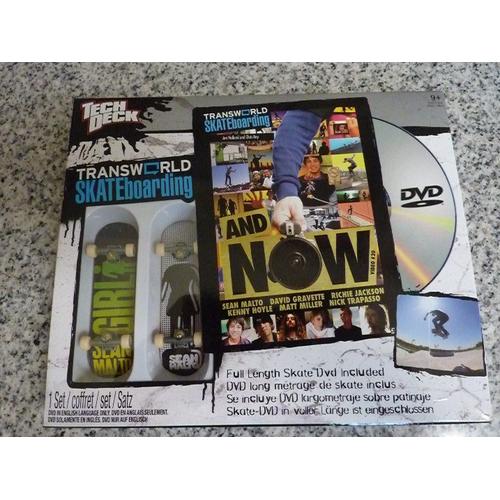 TECH
DECK
TRANSWORLD
SKATEboarding
TRANSWORLD
SKATEboarding
AND
NOW
VIDEO #20
SEAN MALTO DAVID GRAVETTE RICHIE JACKSON
KENNY HOYLE MATT MILLER NICK TRAPASSO
DVD
GIRL
SEAN
MALTO
SEAN
MALTO
Full Length Skate Dvd Included
DVD long métrage de skate inclus
Se incluye DVD largometraje sobre patinaje
Skate-DVD in voller Länge ist eingeschlossen
1 Set / coffret / set / Satz
DVD IN ENGLISH LANGUAGE ONLY. DVD EN ANGLAIS SEULEMENT.
DVD SOLAMENTE EN INGLÉS. DVD NUR AUF ENGLISCH